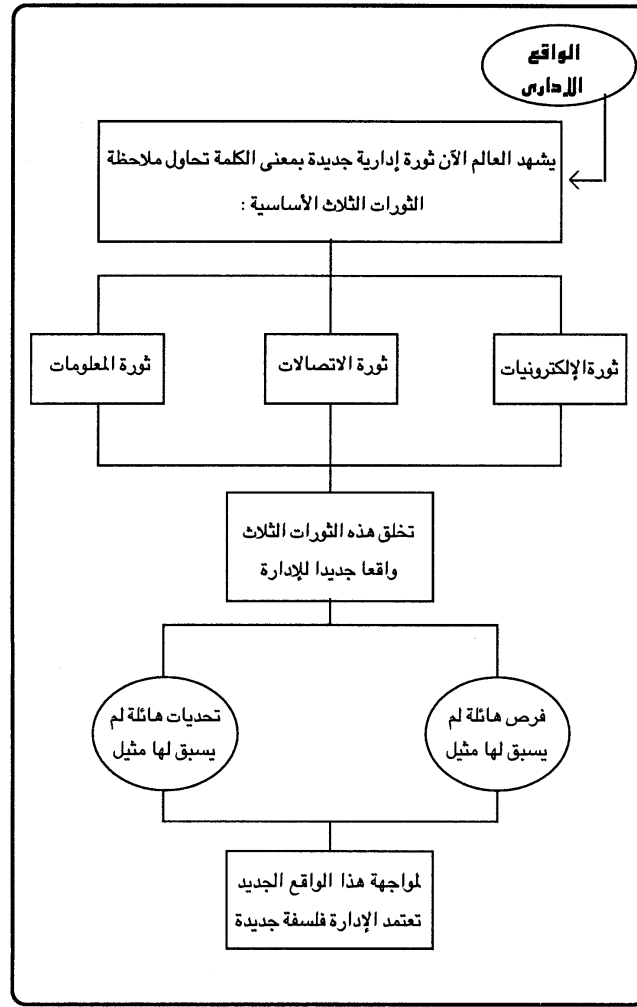 الواقع
الإدارى
يشهد العالم الآن ثورة إدارية جديدة بمعنى الكلمة تحاول ملاحظة
الثورات الثلاث الأساسية :
ثورة الإلكترونيات
ثورة الاتصالات
ثورة المعلومات
تخلق هذه الثورات الثلاث
واقعا جديدا للإدارة
فرص هائلة لم
يسبق لها مثيل
تحديات هائلة لم
يسبق لها مثيل
لمواجهة هذا الواقع الجديد
تعتمد الإدارة فلسفة جديدة